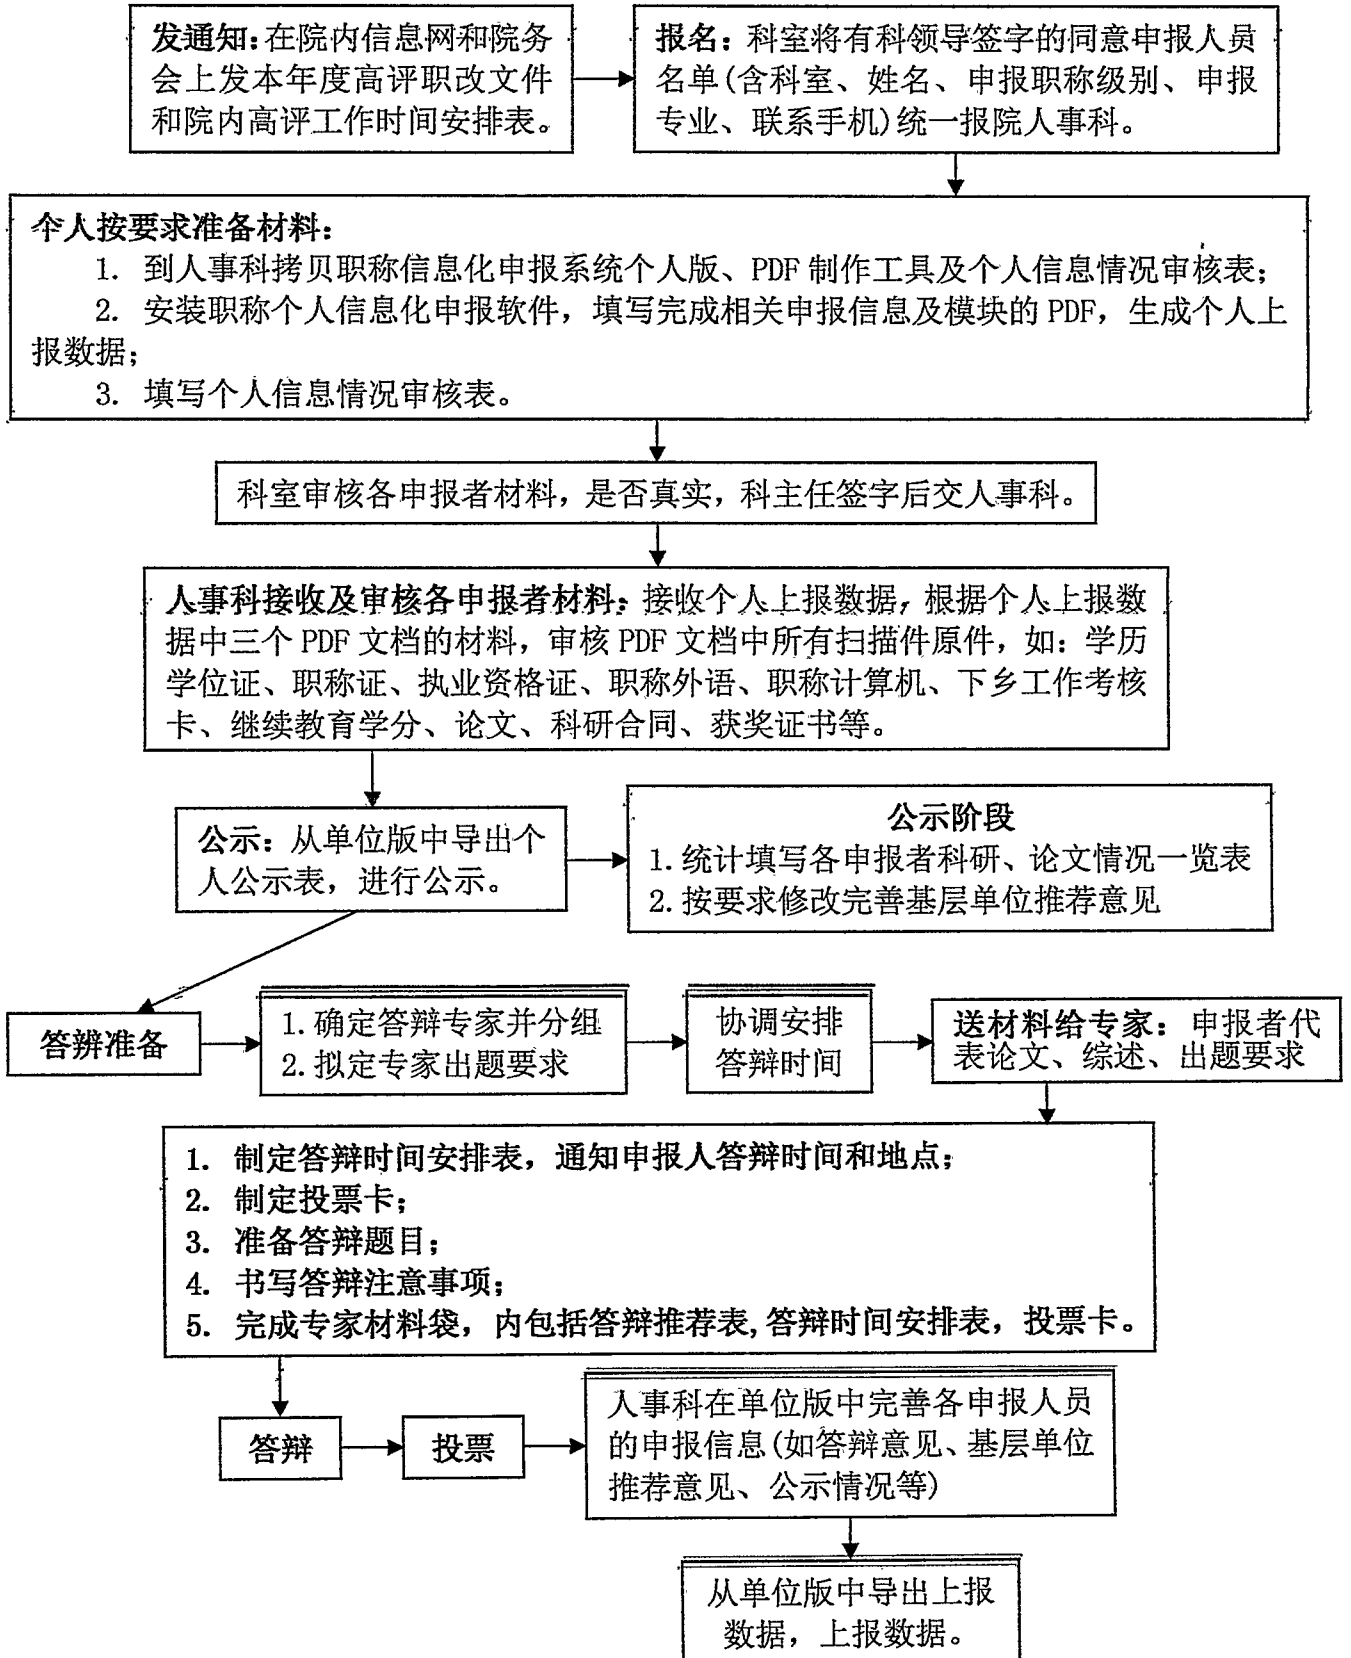 发通知:在院内信息网和院务
会上发本年度高评职改文件
和院内高评工作时间安排表。
报名：科室将有科领导签字的同意申报人员
名单(含科室、姓名、申报职称级别、申报
专业、联系手机)统一报院人事科。
个人按要求准备材料：
1. 到人事科拷贝职称信息化申报系统个人版、PDF 制作工具及个人信息情况审核表；
2. 安装职称个人信息化申报软件，填写完成相关申报信息及模块的 PDF，生成个人上
报数据；
3. 填写个人信息情况审核表。
科室审核各申报者材料，是否真实，科主任签字后交人事科。
人事科接收及审核各申报者材料：接收个人上报数据，根据个人上报数
据中三个 PDF 文档的材料，审核 PDF 文档中所有扫描件原件，如：学历
学位证、职称证、执业资格证、职称外语、职称计算机、下乡工作考核
卡、继续教育学分、论文、科研合同、获奖证书等。
公示：从单位版中导出个
人公示表，进行公示。
公示阶段
1.统计填写各申报者科研、论文情况一览表
2.按要求修改完善基层单位推荐意见
答辨准备
1.确定答辩专家并分组
2.拟定专家出题要求
协调安排
答辩时间
送材料给专家：申报者代
表论文、综述、出题要求
1. 制定答辩时间安排表，通知申报人答辩时间和地点；
2. 制定投票卡；
3. 准备答辩题目；
4. 书写答辩注意事项；
5. 完成专家材料袋，内包括答辩推荐表,答辩时间安排表，投票卡。
答辩
投票
人事科在单位版中完善各申报人员
的申报信息(如答辩意见、基层单位
推荐意见、公示情况等)
从单位版中导出上报
数据，上报数据。